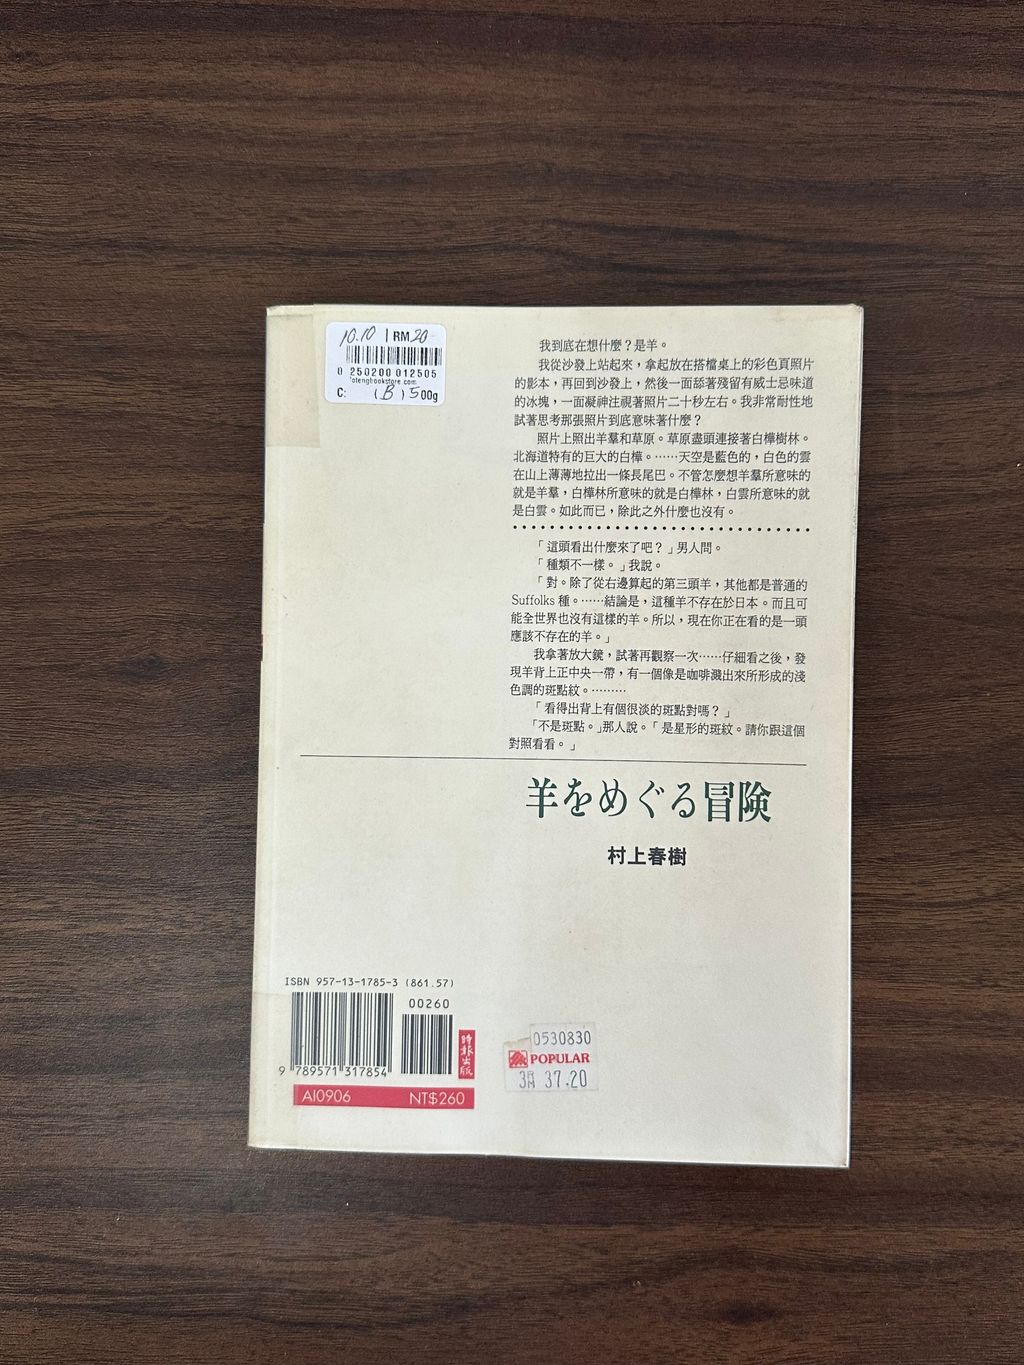 10.10 | RM 20
0 250200 012505
lotengbookstore.com
C: (B) 500g
我到底在想什麼？是羊。
我從沙發上站起來，拿起放在搭檔桌上的彩色頁照片
的影本，再回到沙發上，然後一面舔著殘留有威士忌味道
的冰塊，一面凝神注視著照片二十秒左右。我非常耐性地
試著思考那張照片到底意味著什麼？
照片上照出羊羣和草原。草原盡頭連接著白樺樹林。
北海道特有的巨大的白樺。……天空是藍色的，白色的雲
在山上薄薄地拉出一條長尾巴。不管怎麼想羊羣所意味的
就是羊羣，白樺林所意味的就是白樺林，白雲所意味的就
是白雲。如此而已，除此之外什麼也沒有。
「這頭看出什麼來了吧？」男人問。
「種類不一樣。」我說。
「對。除了從右邊算起的第三頭羊，其他都是普通的
Suffolks 種。……結論是，這種羊不存在於日本。而且可
能全世界也沒有這樣的羊。所以，現在你正在看的是一頭
應該不存在的羊。」
我拿著放大鏡，試著再觀察一次……仔細看之後，發
現羊背上正中央一帶，有一個像是咖啡濺出來所形成的淺
色調的斑點紋。………
「看得出背上有個很淡的斑點對嗎？」
「不是斑點。」那人說。「是星形的斑紋。請你跟這個
對照看看。」
羊をめぐる冒険
村上春樹
ISBN 957-13-1785-3 (861.57)
00260
9 789571 317854
時報出版
AI0906 NT$260
0530830
POPULAR
37.20